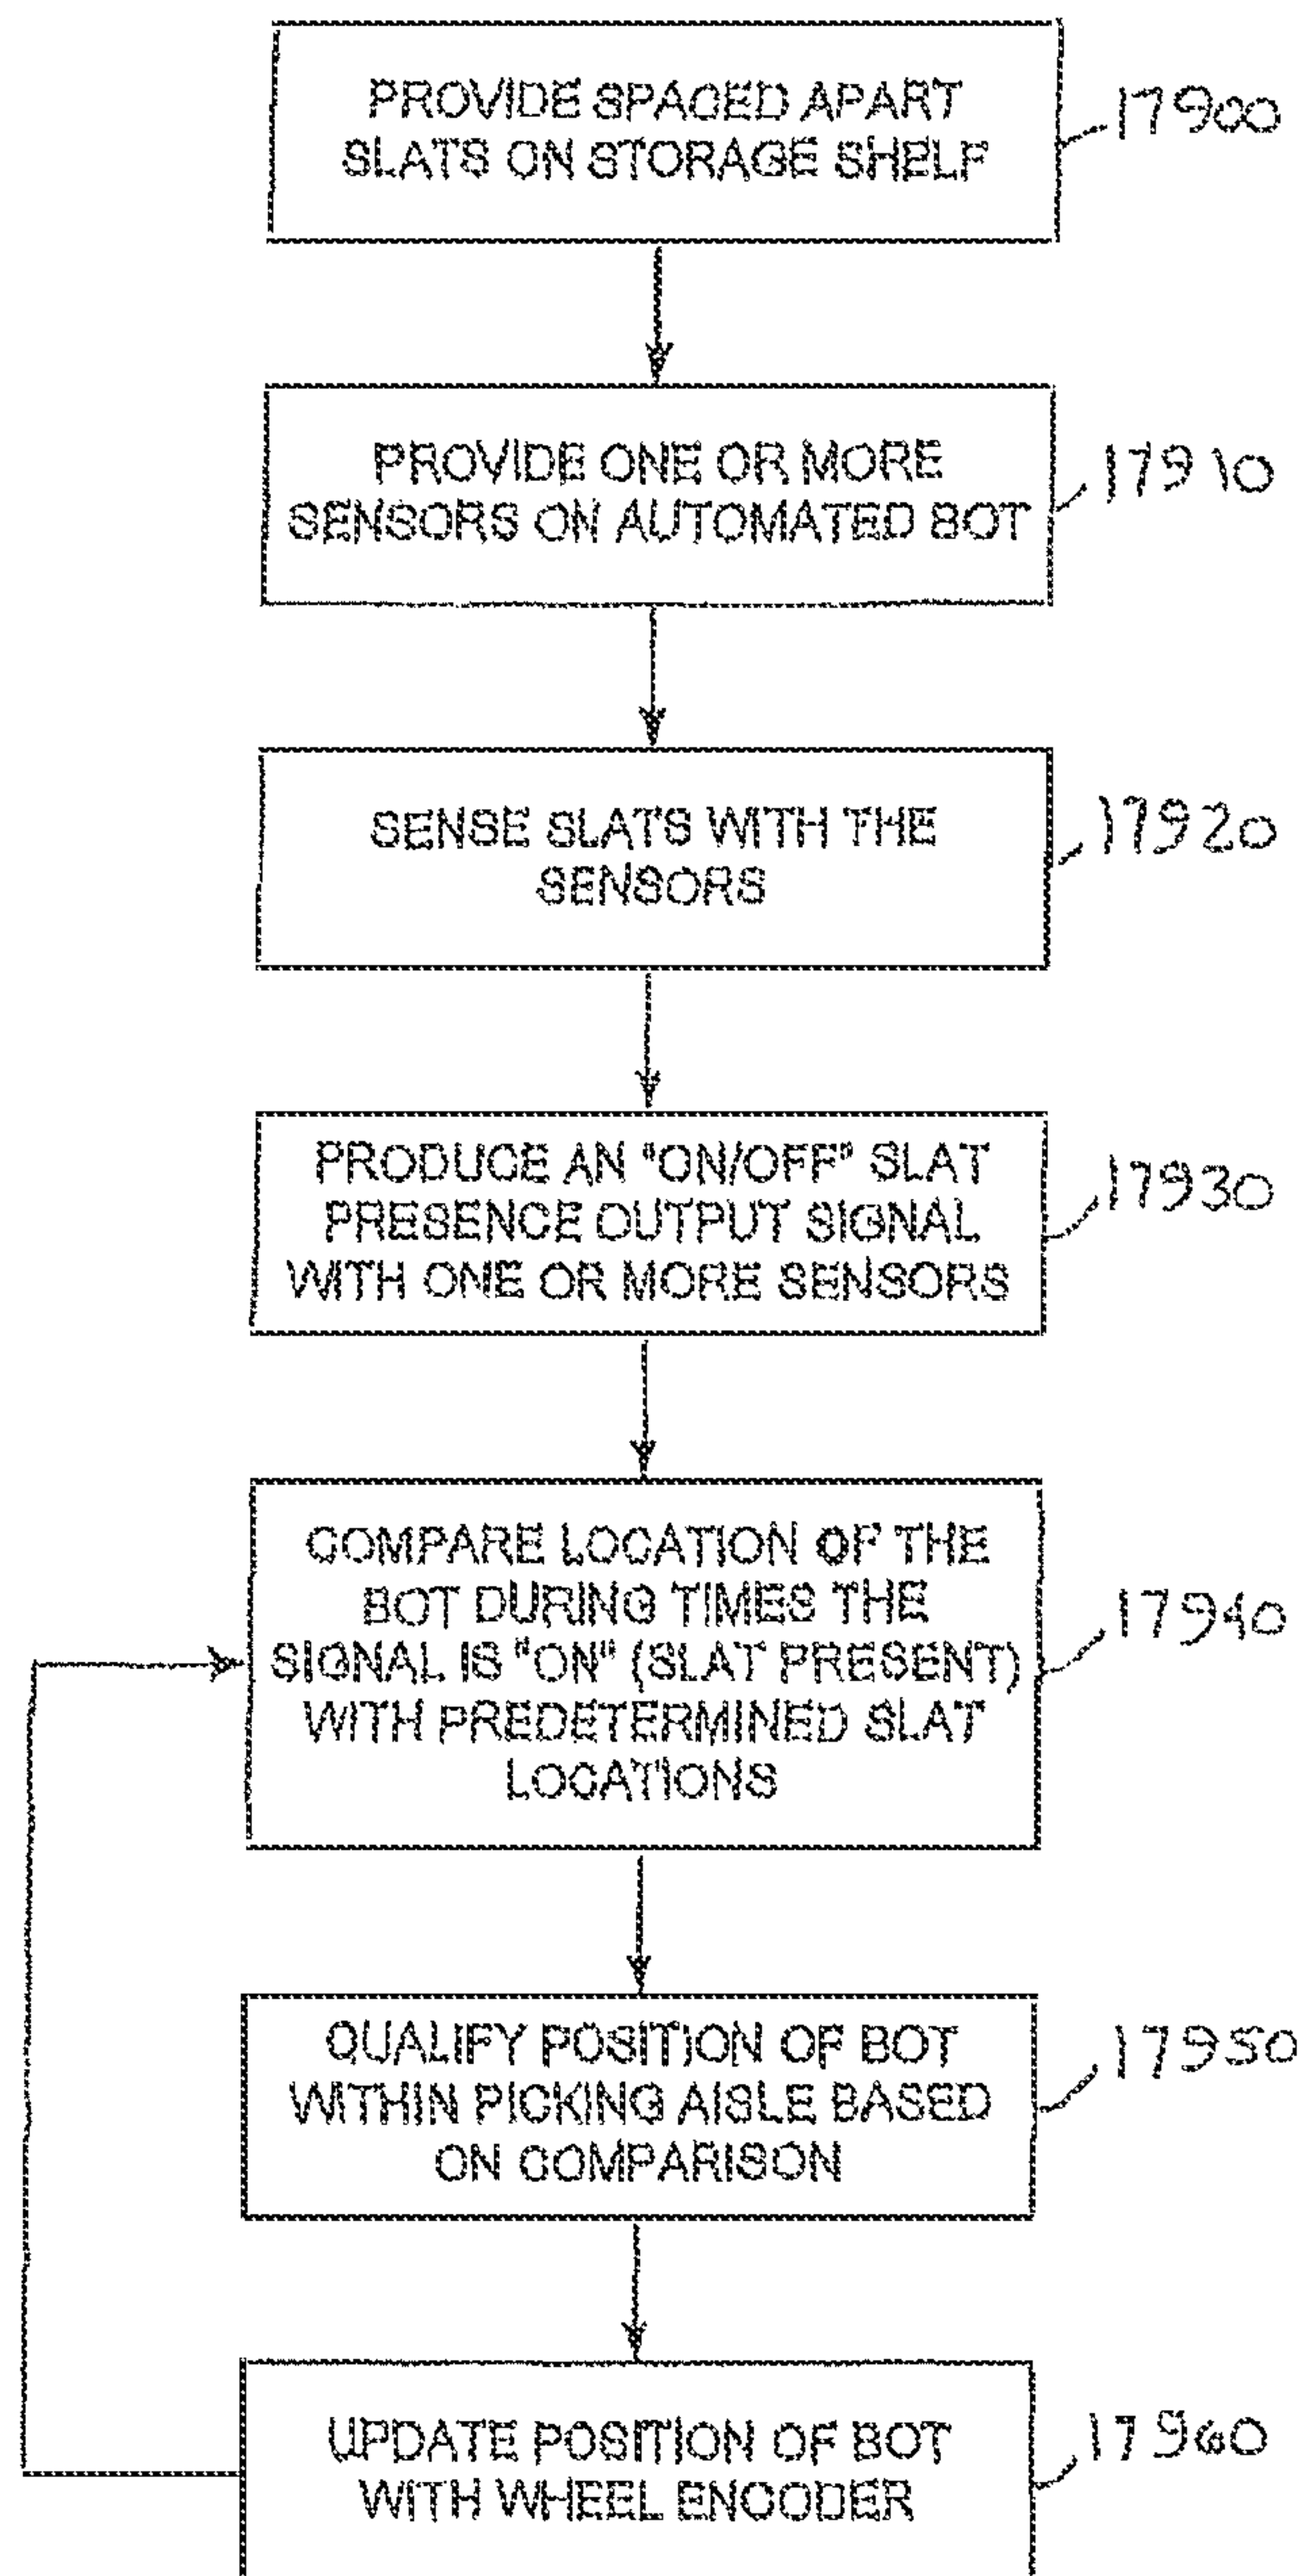 PROVIDE SPACED APART
SLATS ON STORAGE SHELF
17900
PROVIDE ONE OR MORE
SENSORS ON AUTOMATED BOT
17910
SENSE SLATS WITH THE
SENSORS
17920
PRODUCE AN "ON/OFF" SLAT
PRESENCE OUTPUT SIGNAL
WITH ONE OR MORE SENSORS
17930
COMPARE LOCATION OF THE
BOT DURING TIMES THE
SIGNAL IS "ON" (SLAT PRESENT)
WITH PREDETERMINED SLAT
LOCATIONS
17940
QUALIFY POSITION OF BOT
WITHIN PICKING AISLE BASED
ON COMPARISON
17950
UPDATE POSITION OF BOT
WITH WHEEL ENCODER
17960